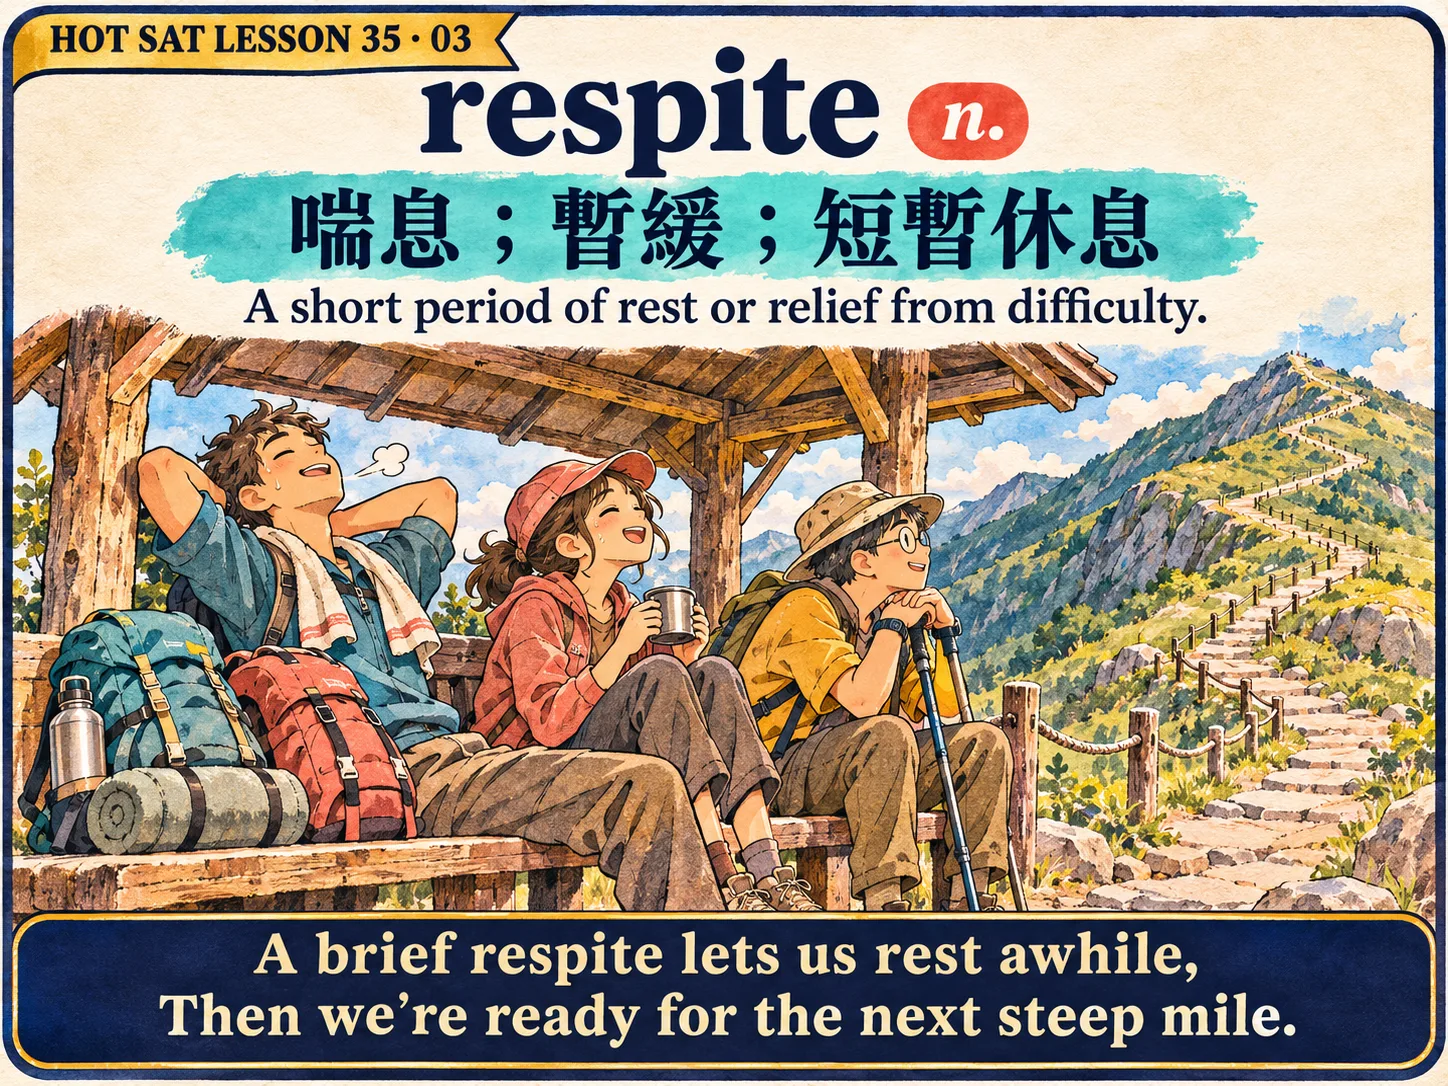 HOT SAT LESSON 35 · 03
respite n.
喘息；暫緩；短暫休息
A short period of rest or relief from difficulty.
A brief respite lets us rest awhile,
Then we're ready for the next steep mile.